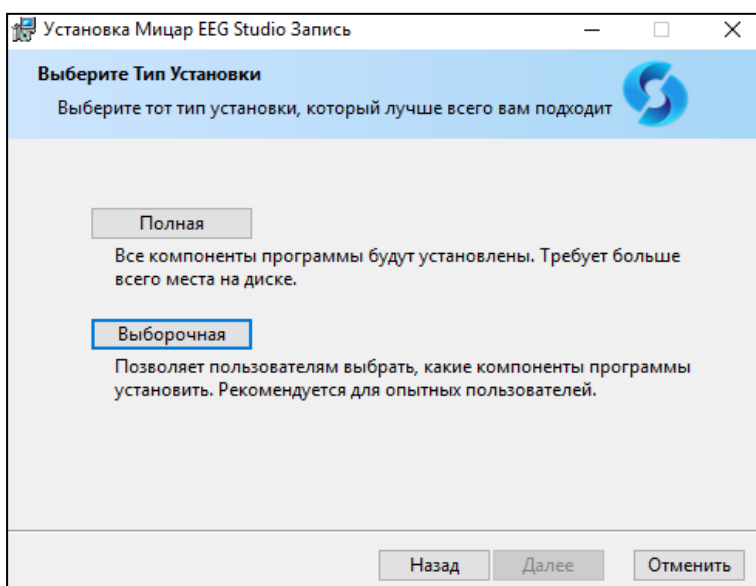 Установка Мицар EEG Studio Запись
Выберите Тип Установки
Выберите тот тип установки, который лучше всего вам подходит
Полная
Все компоненты программы будут установлены. Требует больше
всего места на диске.
Выборочная
Позволяет пользователям выбрать, какие компоненты программы
установить. Рекомендуется для опытных пользователей.
Назад
Далее
Отменить